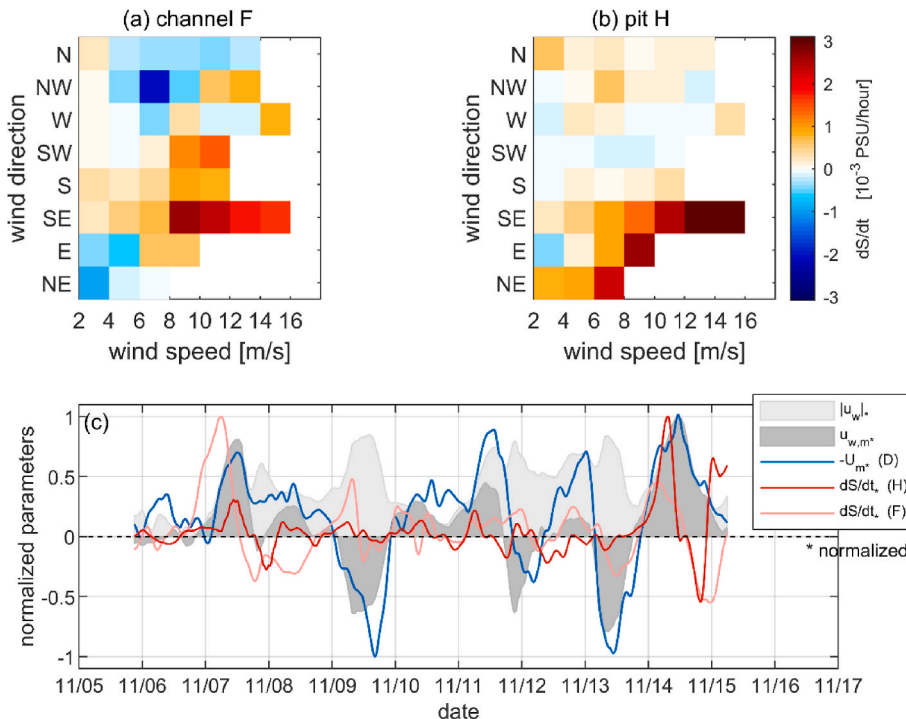 (a) channel F
(b) pit H
N
NW
W
SW
S
SE
E
NE
wind direction
2 4 6 8 10 12 14 16
wind speed [m/s]
N
NW
W
SW
S
SE
E
NE
wind direction
2 4 6 8 10 12 14 16
wind speed [m/s]
3
2
1
0
-1
-2
-3
dS/dt [10⁻³ PSU/hour]
(c)
1
0.5
0
-0.5
-1
normalized parameters
11/05 11/06 11/07 11/08 11/09 11/10 11/11 11/12 11/13 11/14 11/15 11/16 11/17
date
|u_w|_*
u_w,m*
-U_m* (D)
dS/dt_* (H)
dS/dt_* (F)
* normalized